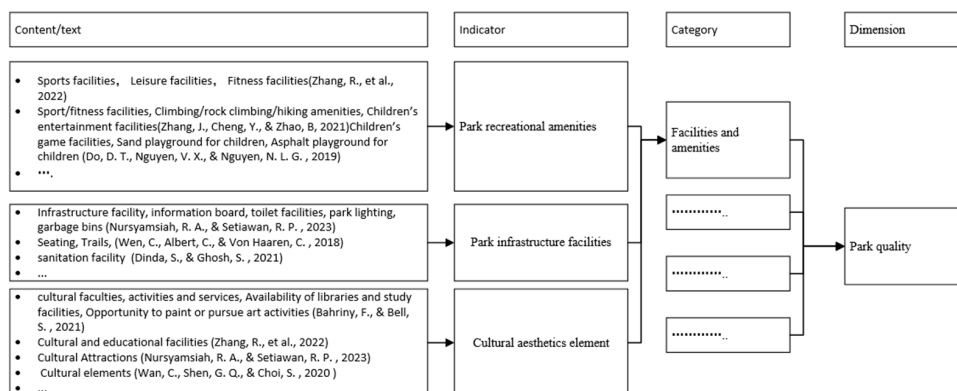 Content/text
Indicator
Category
Dimension
• Sports facilities， Leisure facilities， Fitness facilities(Zhang, R., et al.,
2022)
• Sport/fitness facilities, Climbing/rock climbing/hiking amenities, Children's
entertainment facilities(Zhang, J., Cheng, Y., & Zhao, B, 2021)Children's
game facilities, Sand playground for children, Asphalt playground for
children (Do, D. T., Nguyen, V. X., & Nguyen, N. L. G. , 2019)
• ….
Park recreational amenities
Facilities and
amenities
• Infrastructure facility, information board, toilet facilities, park lighting,
garbage bins (Nursyamsiah, R. A., & Setiawan, R. P. , 2023)
• Seating, Trails, (Wen, C., Albert, C., & Von Haaren, C. , 2018)
• sanitation facility (Dinda, S., & Ghosh, S. , 2021)
• ...
Park infrastructure facilities
…………..
…………..
…………..
Park quality
• cultural faculties, activities and services, Availability of libraries and study
facilities, Opportunity to paint or pursue art activities (Bahriny, F., & Bell,
S. , 2021)
• Cultural and educational facilities (Zhang, R., et al., 2022)
• Cultural Attractions (Nursyamsiah, R. A., & Setiawan, R. P. , 2023)
• Cultural elements (Wan, C., Shen, G. Q., & Choi, S. , 2020 )
• ...
Cultural aesthetics element